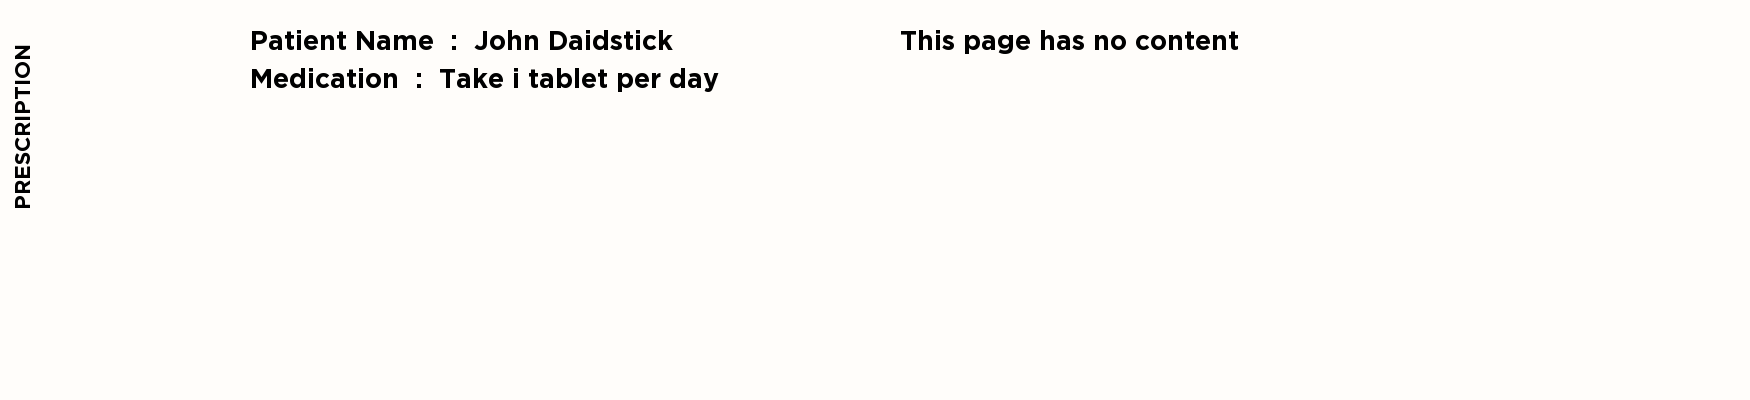 PRESCRIPTION
Patient Name : John Daidstick
Medication : Take i tablet per day
This page has no content